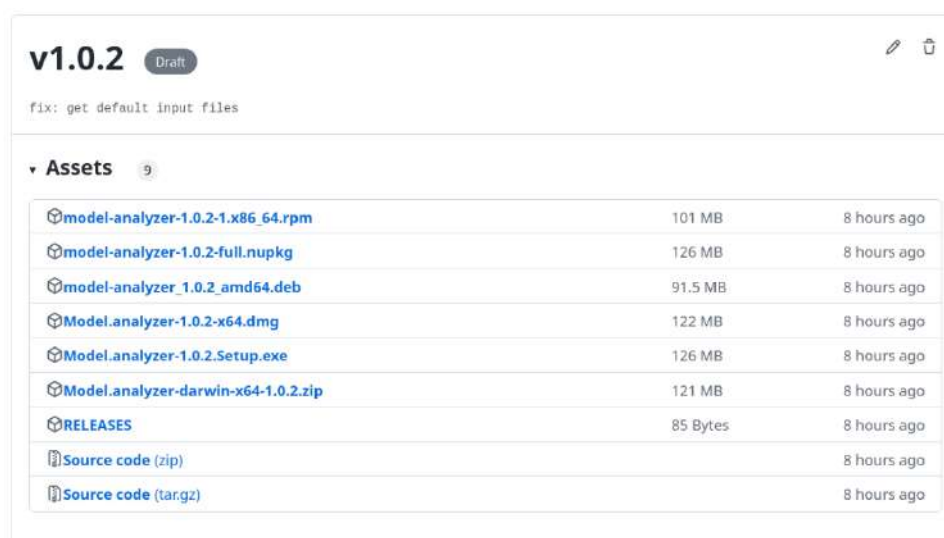 v1.0.2 Draft
fix: get default input files
Assets 9
model-analyzer-1.0.2-1.x86_64.rpm 101 MB 8 hours ago
model-analyzer-1.0.2-full.nupkg 126 MB 8 hours ago
model-analyzer_1.0.2_amd64.deb 91.5 MB 8 hours ago
Model.analyzer-1.0.2-x64.dmg 122 MB 8 hours ago
Model.analyzer-1.0.2.Setup.exe 126 MB 8 hours ago
Model.analyzer-darwin-x64-1.0.2.zip 121 MB 8 hours ago
RELEASES 85 Bytes 8 hours ago
Source code (zip) 8 hours ago
Source code (tar.gz) 8 hours ago